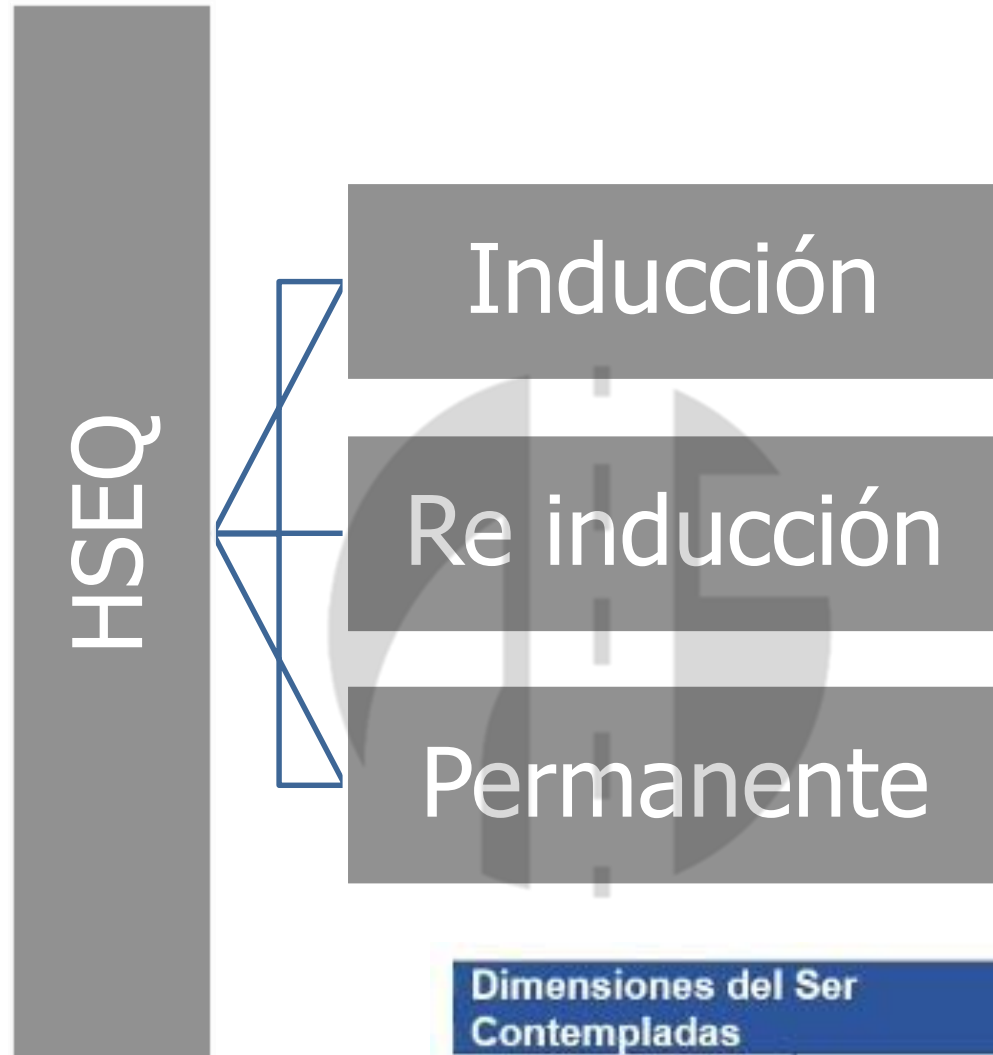 HSEQ
Inducción
Re inducción
Permanente
Dimensiones del Ser
Contempladas